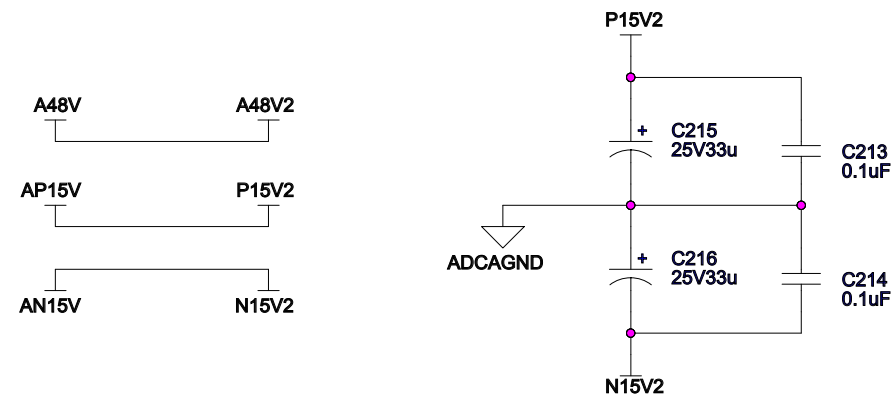 P15V2
A48V
A48V2
+
C215
25V33u
C213
0.1uF
AP15V
P15V2
ADCAGND
+
C216
25V33u
C214
0.1uF
AN15V
N15V2
N15V2